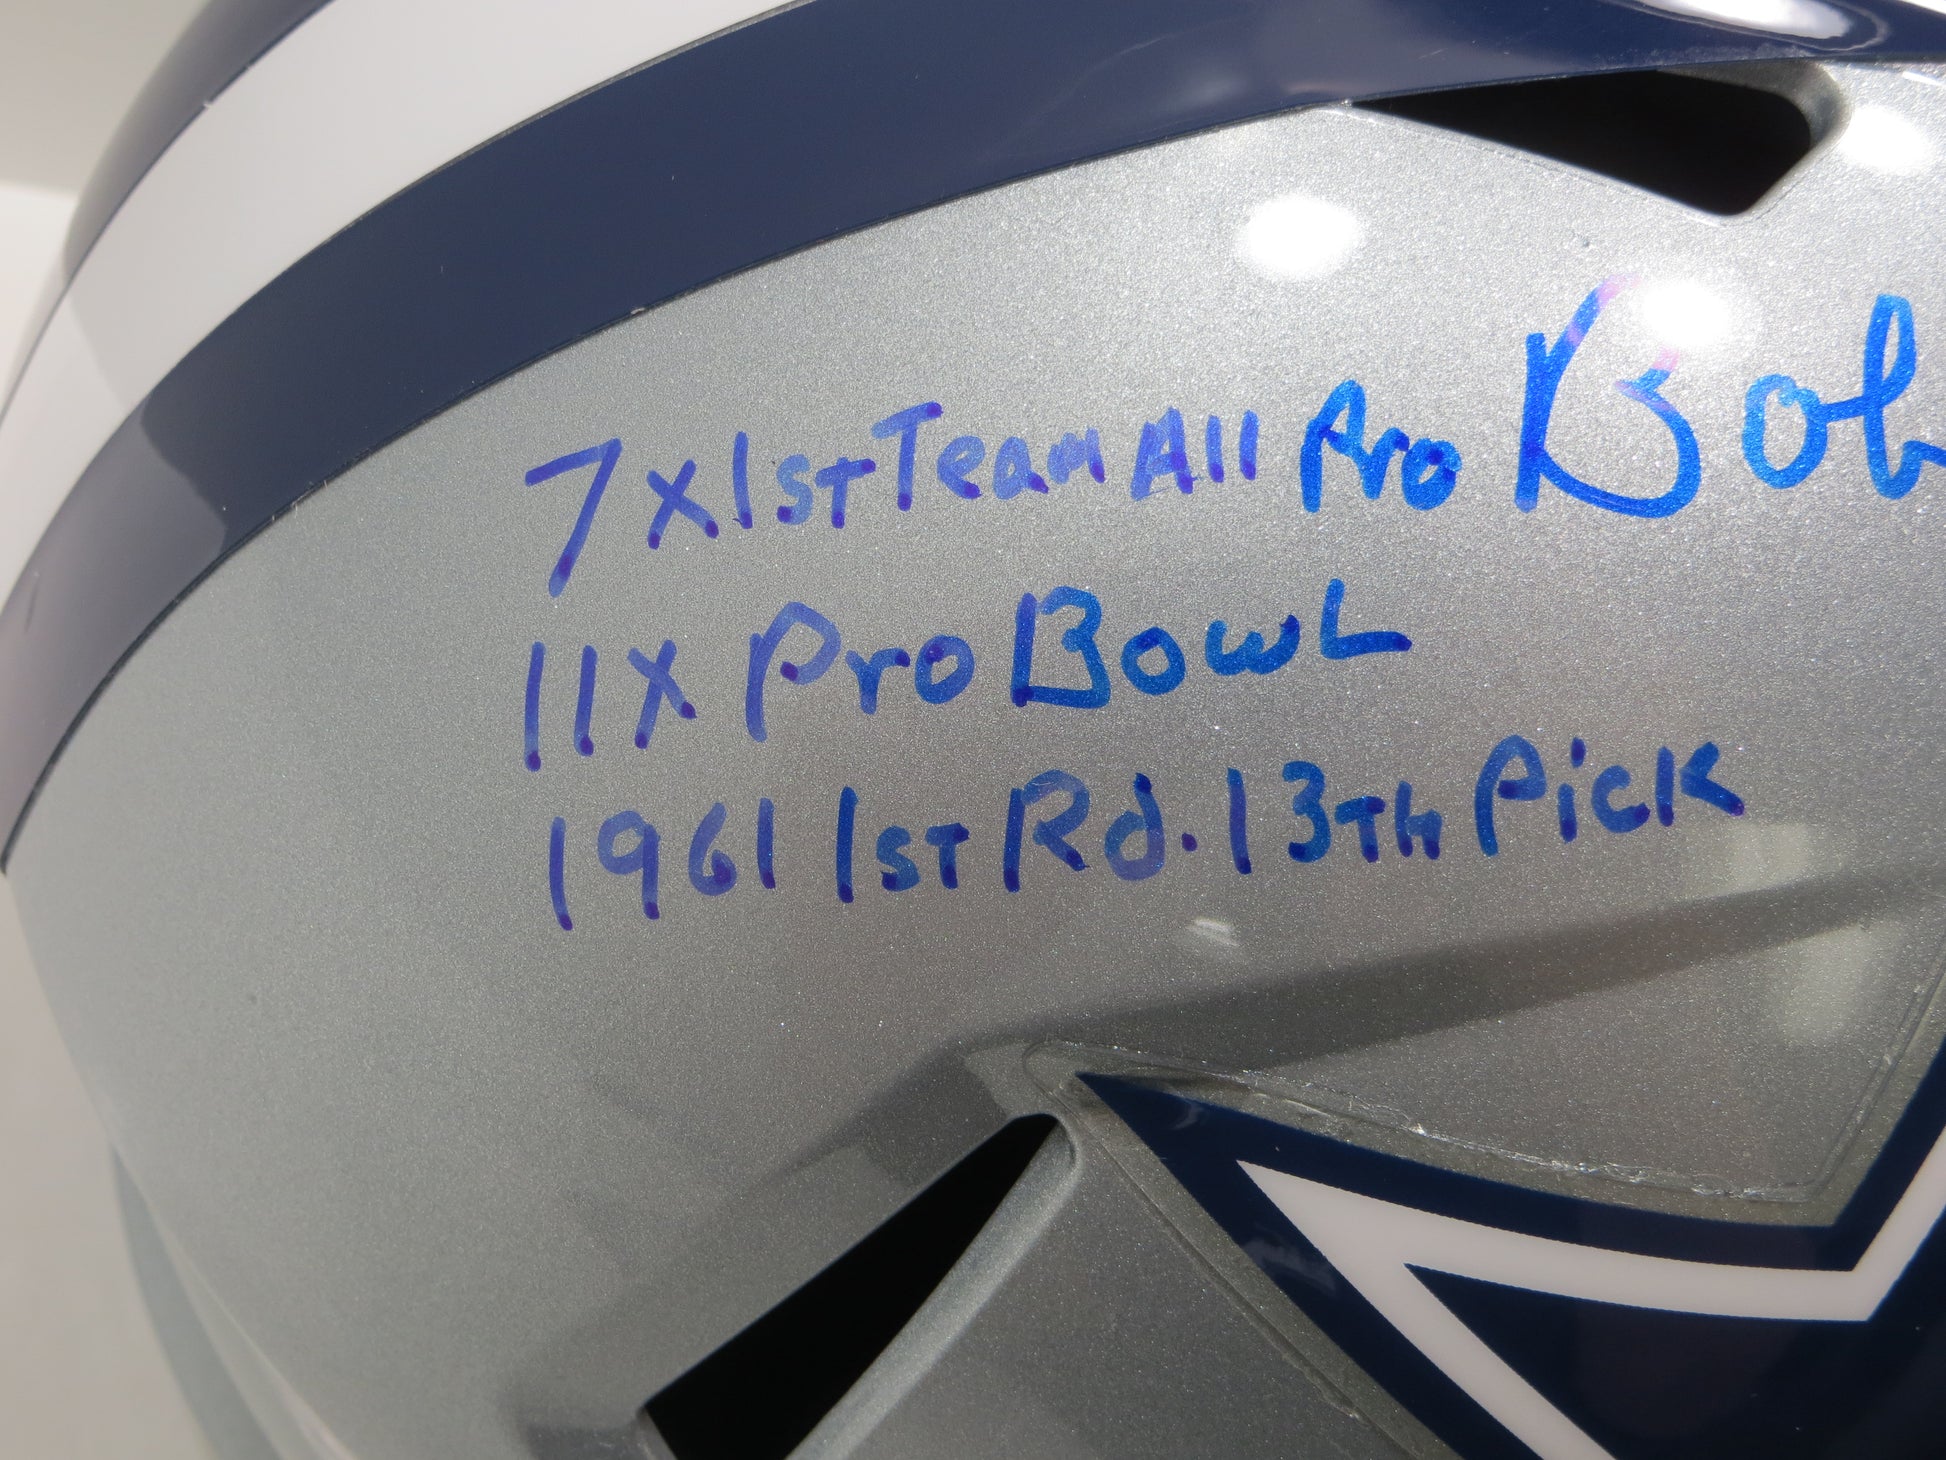 7x1st Team All Pro Bob
11X Pro Bowl
1961 1st Rd. 13th Pick